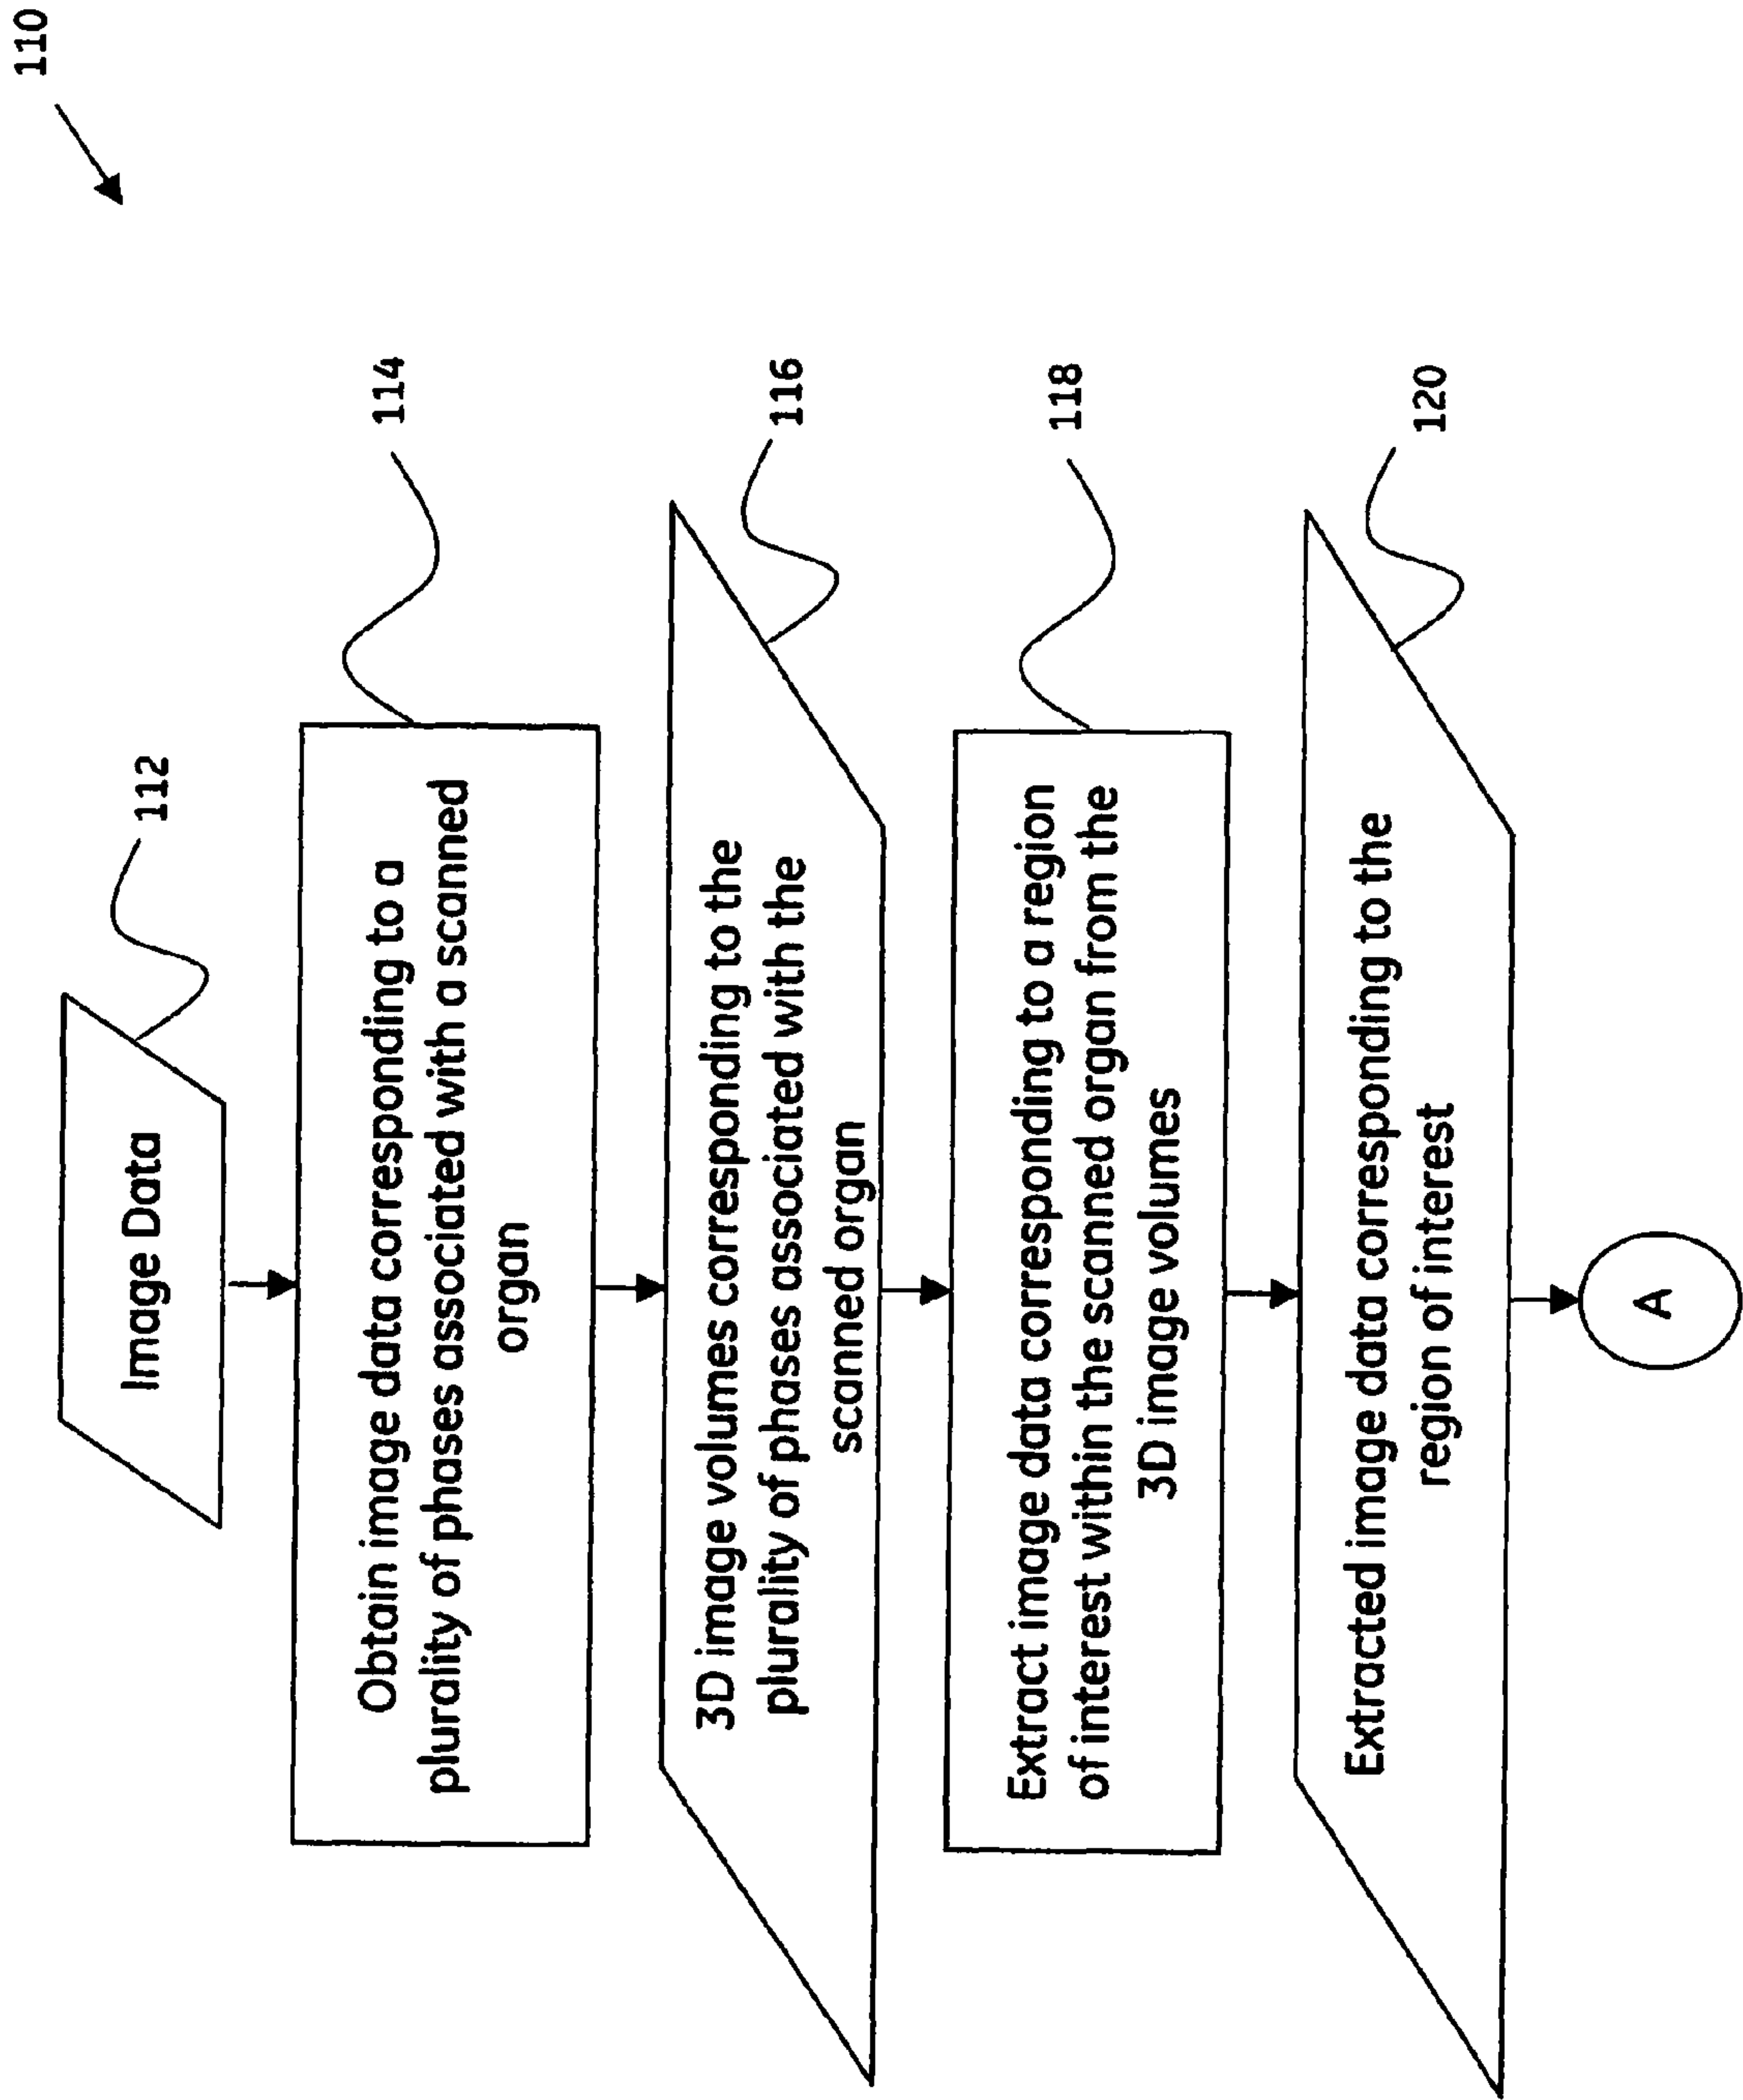 110
112
Image Data
114
Obtain image data corresponding to a
plurality of phases associated with a scanned
organ
116
3D image volumes corresponding to the
plurality of phases associated with the
scanned organ
118
Extract image data corresponding to a region
of interest within the scanned organ from the
3D image volumes
120
Extracted image data corresponding to the
region of interest
A